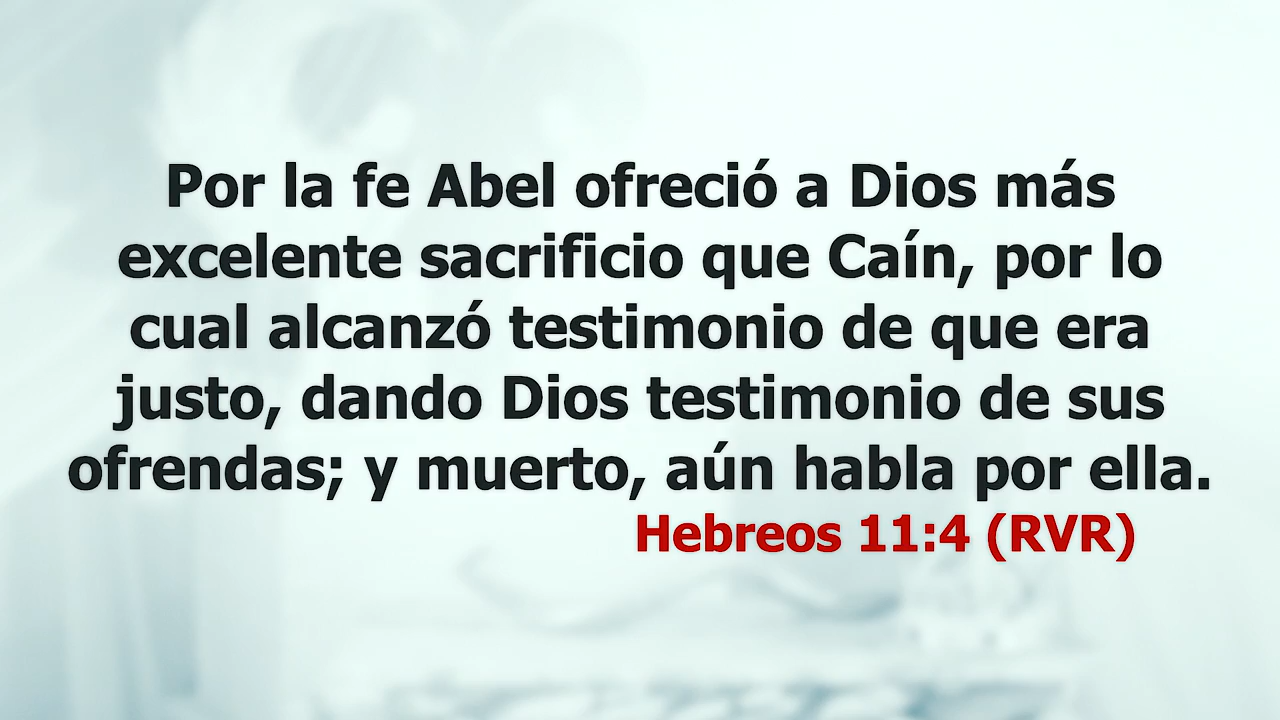 Por la fe Abel ofreció a Dios más
excelente sacrificio que Caín, por lo
cual alcanzó testimonio de que era
justo, dando Dios testimonio de sus
ofrendas; y muerto, aún habla por ella.
Hebreos 11:4 (RVR)